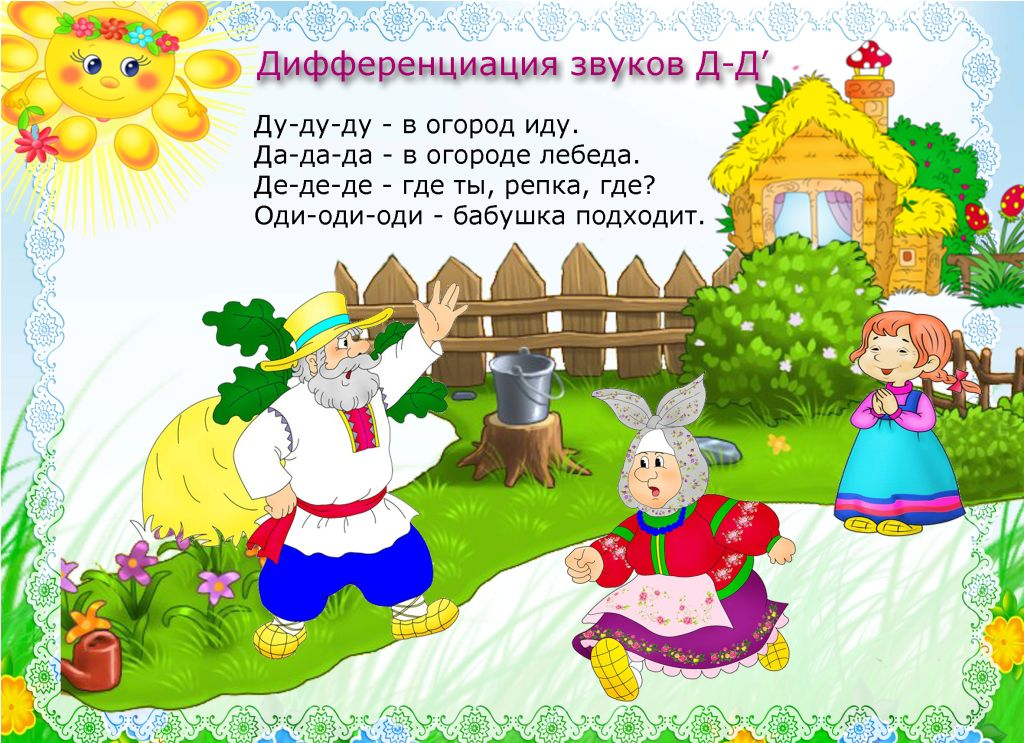 Дифференциация звуков Д-Д’
Ду-ду-ду - в огород иду.
Да-да-да - в огороде лебеда.
Де-де-де - где ты, репка, где?
Оди-оди-оди - бабушка подходит.